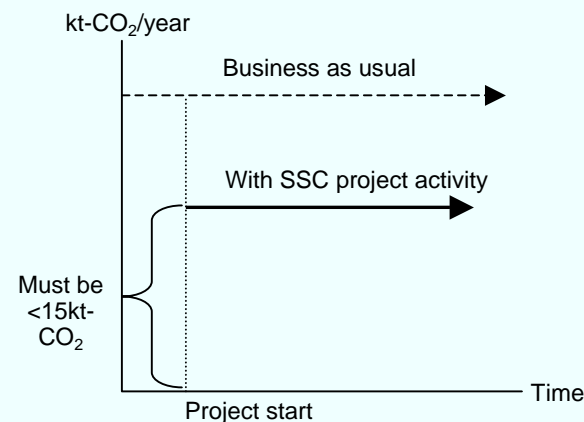 kt-CO₂/year
Business as usual
With SSC project activity
Must be
<15kt-
CO₂
Time
Project start